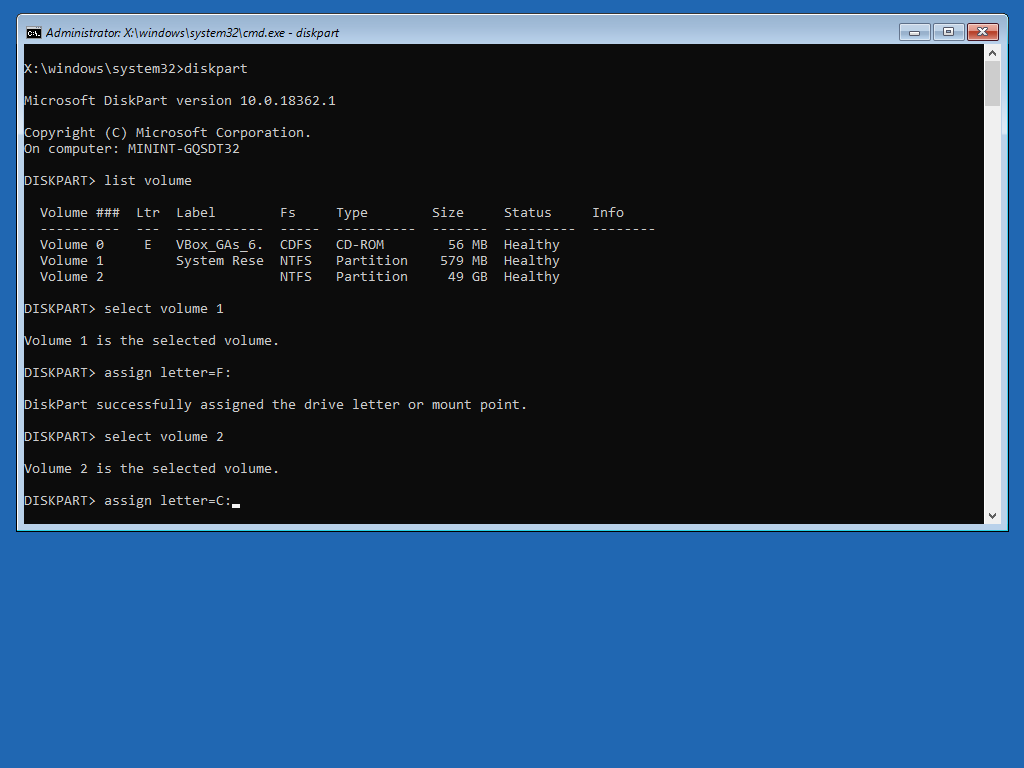 Administrator: X:\windows\system32\cmd.exe - diskpart
X:\windows\system32>diskpart
Microsoft DiskPart version 10.0.18362.1
Copyright (C) Microsoft Corporation.
On computer: MININT-GQSDT32
DISKPART> list volume
  Volume ###  Ltr  Label        Fs     Type        Size     Status     Info
  ----------  ---  -----------  -----  ----------  -------  ---------  --------
  Volume 0     E   VBox_GAs_6.  CDFS   CD-ROM        56 MB  Healthy
  Volume 1         System Rese  NTFS   Partition    579 MB  Healthy
  Volume 2                      NTFS   Partition     49 GB  Healthy
DISKPART> select volume 1
Volume 1 is the selected volume.
DISKPART> assign letter=F:
DiskPart successfully assigned the drive letter or mount point.
DISKPART> select volume 2
Volume 2 is the selected volume.
DISKPART> assign letter=C: